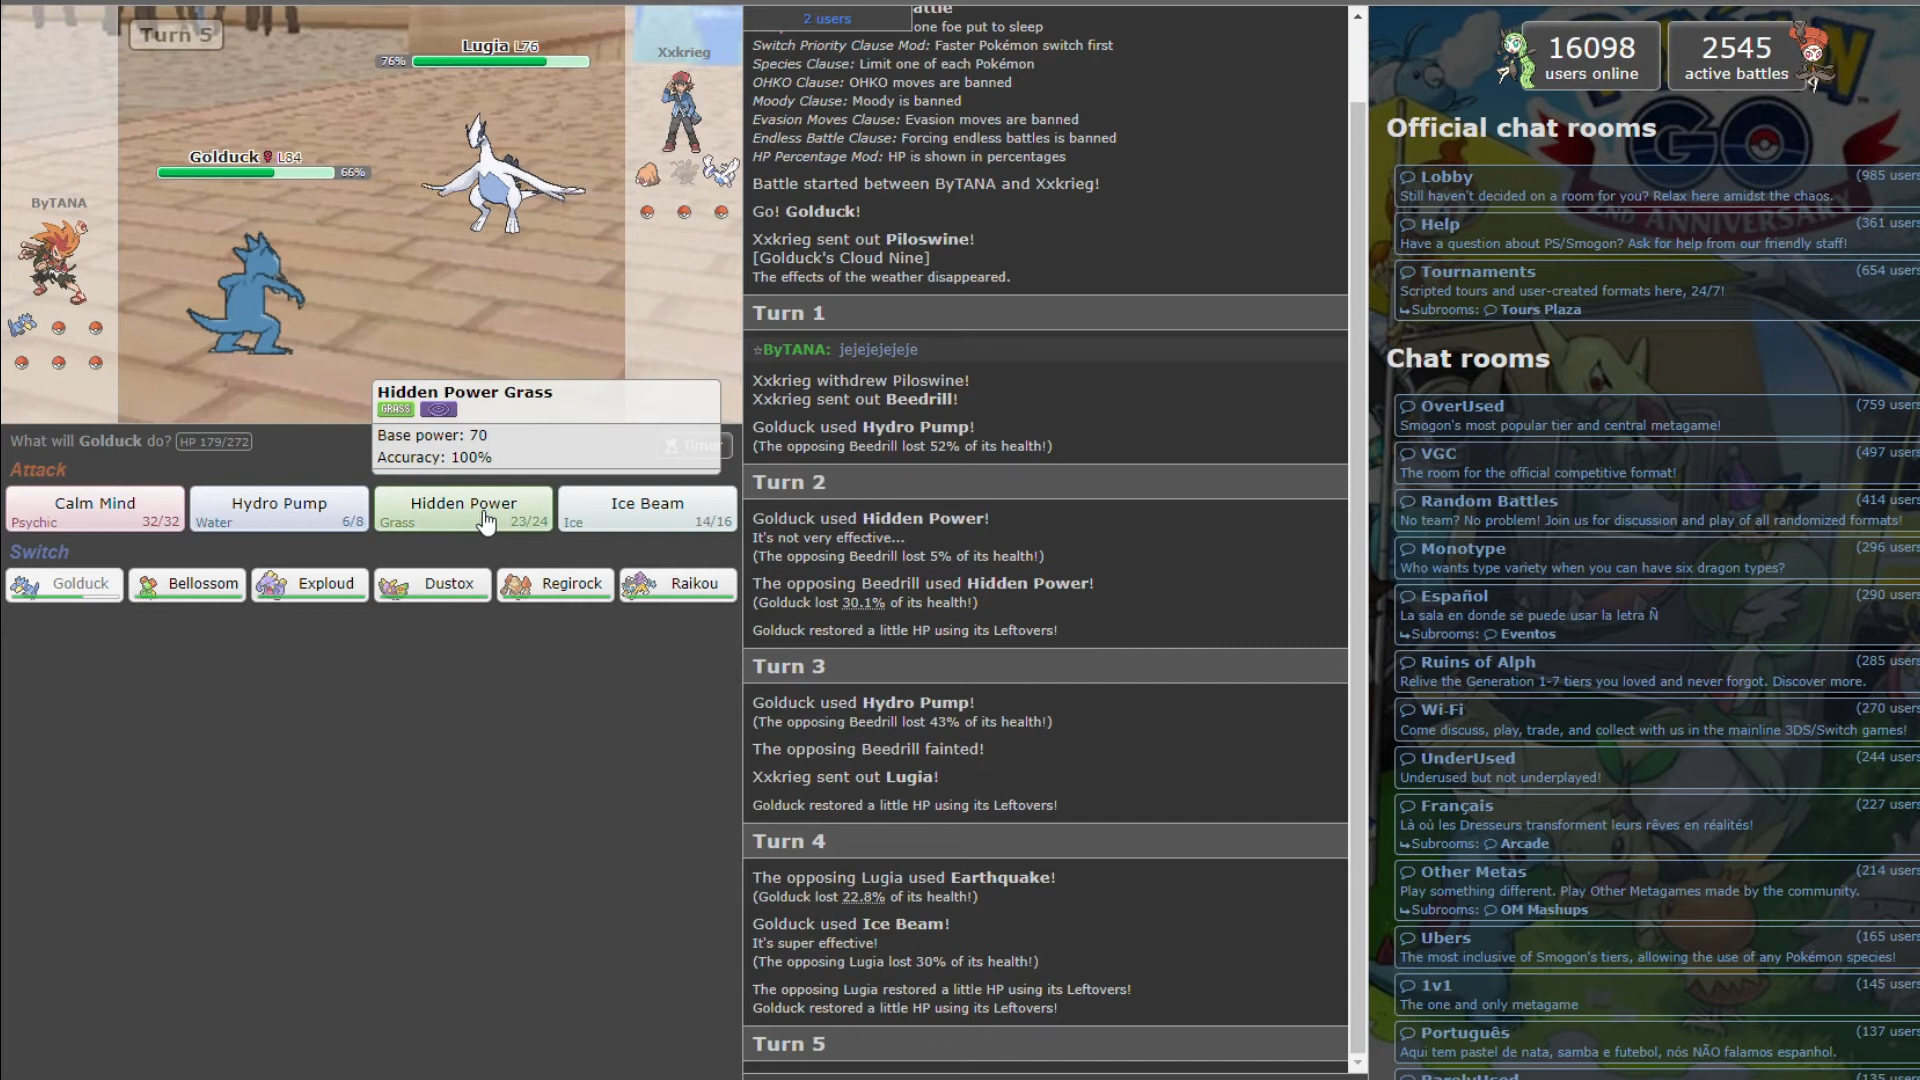 Turn 5
Lugia L76
76%
Xxkrieg
Golduck L84
66%
ByTANA
Hidden Power Grass
GRASS
Base power: 70
Accuracy: 100%
What will Golduck do? HP 179/272
Timer
Attack
Calm Mind
Psychic 32/32
Hydro Pump
Water 6/8
Hidden Power
Grass 23/24
Ice Beam
Ice 14/16
Switch
Golduck
Bellossom
Exploud
Dustox
Regirock
Raikou
2 users
attle
one foe put to sleep
Switch Priority Clause Mod: Faster Pokémon switch first
Species Clause: Limit one of each Pokémon
OHKO Clause: OHKO moves are banned
Moody Clause: Moody is banned
Evasion Moves Clause: Evasion moves are banned
Endless Battle Clause: Forcing endless battles is banned
HP Percentage Mod: HP is shown in percentages
Battle started between ByTANA and Xxkrieg!
Go! Golduck!
Xxkrieg sent out Piloswine!
[Golduck's Cloud Nine]
The effects of the weather disappeared.
Turn 1
☆ByTANA: jejejejejeje
Xxkrieg withdrew Piloswine!
Xxkrieg sent out Beedrill!
Golduck used Hydro Pump!
(The opposing Beedrill lost 52% of its health!)
Turn 2
Golduck used Hidden Power!
It's not very effective...
(The opposing Beedrill lost 5% of its health!)
The opposing Beedrill used Hidden Power!
(Golduck lost 30.1% of its health!)
Golduck restored a little HP using its Leftovers!
Turn 3
Golduck used Hydro Pump!
(The opposing Beedrill lost 43% of its health!)
The opposing Beedrill fainted!
Xxkrieg sent out Lugia!
Golduck restored a little HP using its Leftovers!
Turn 4
The opposing Lugia used Earthquake!
(Golduck lost 22.8% of its health!)
Golduck used Ice Beam!
It's super effective!
(The opposing Lugia lost 30% of its health!)
The opposing Lugia restored a little HP using its Leftovers!
Golduck restored a little HP using its Leftovers!
Turn 5
16098
users online
2545
active battles
GO
2ND ANNIVERSARY
Official chat rooms
Lobby (985 users
Still haven't decided on a room for you? Relax here amidst the chaos.
Help (361 users
Have a question about PS/Smogon? Ask for help from our friendly staff!
Tournaments (654 users
Scripted tours and user-created formats here, 24/7!
↳Subrooms: Tours Plaza
Chat rooms
OverUsed (759 users
Smogon's most popular tier and central metagame!
VGC (497 users
The room for the official competitive format!
Random Battles (414 users
No team? No problem! Join us for discussion and play of all randomized formats!
Monotype (296 users
Who wants type variety when you can have six dragon types?
Español (290 users
La sala en donde se puede usar la letra Ñ
↳Subrooms: Eventos
Ruins of Alph (285 users
Relive the Generation 1-7 tiers you loved and never forgot. Discover more.
Wi-Fi (270 users
Come discuss, play, trade, and collect with us in the mainline 3DS/Switch games!
UnderUsed (244 users
Underused but not underplayed!
Français (227 users
Là où les Dresseurs transforment leurs rêves en réalités!
↳Subrooms: Arcade
Other Metas (214 users
Play something different. Play Other Metagames made by the community.
↳Subrooms: OM Mashups
Ubers (165 users
The most inclusive of Smogon's tiers, allowing the use of any Pokémon species!
1v1 (145 users
The one and only metagame
Português (137 users
Aqui tem pastel de nata, samba e futebol, nós NÃO falamos espanhol.
RarelyUsed (135 users